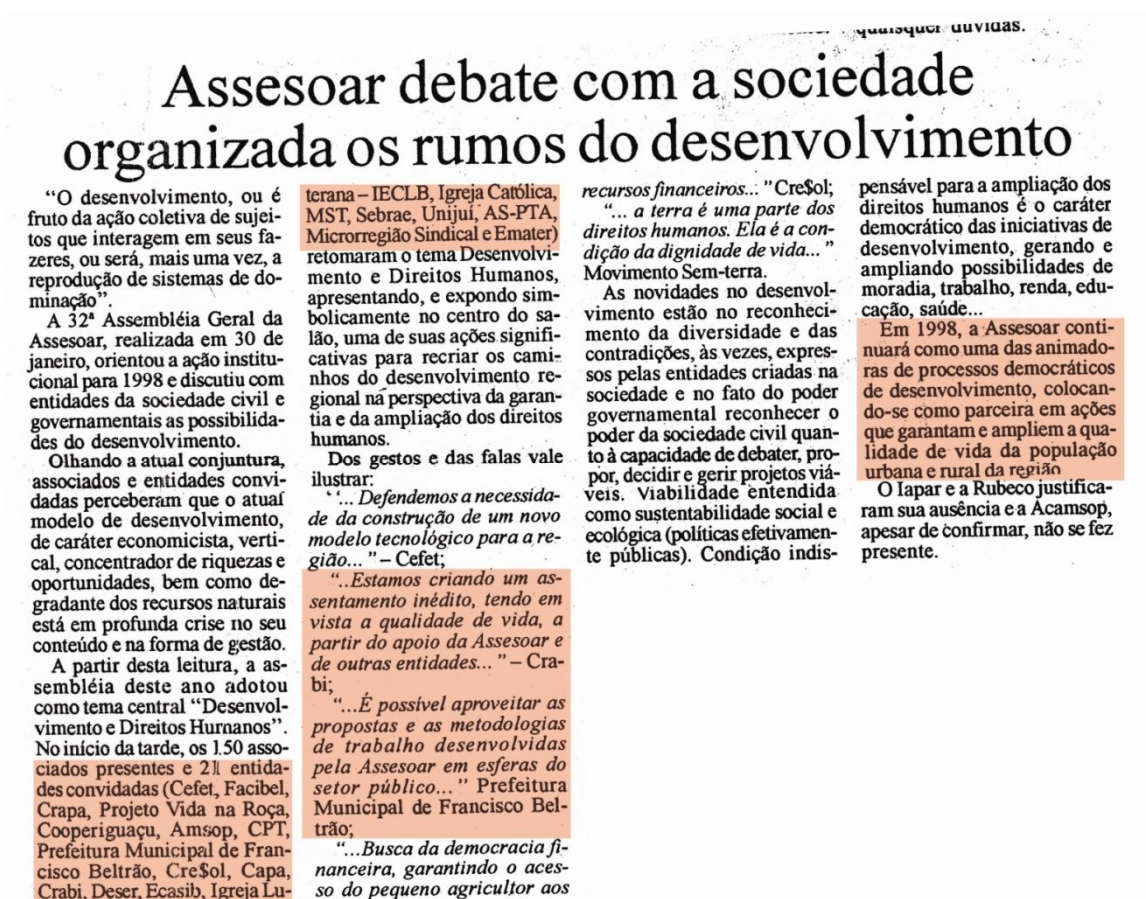 quaisquer dúvidas.
Assesoar debate com a sociedade
organizada os rumos do desenvolvimento
“O desenvolvimento, ou é
fruto da ação coletiva de sujei-
tos que interagem em seus fa-
zeres, ou será, mais uma vez, a
reprodução de sistemas de do-
minação”.
A 32ª Assembléia Geral da
Assesoar, realizada em 30 de
janeiro, orientou a ação institu-
cional para 1998 e discutiu com
entidades da sociedade civil e
governamentais as possibilida-
des do desenvolvimento.
Olhando a atual conjuntura,
associados e entidades convi-
dadas perceberam que o atual
modelo de desenvolvimento,
de caráter economicista, verti-
cal, concentrador de riquezas e
oportunidades, bem como de-
gradante dos recursos naturais
está em profunda crise no seu
conteúdo e na forma de gestão.
A partir desta leitura, a as-
sembléia deste ano adotou
como tema central “Desenvol-
vimento e Direitos Humanos”.
No início da tarde, os 150 asso-
ciados presentes e 21 entida-
des convidadas (Cefet, Facibel,
Crapa, Projeto Vida na Roça,
Cooperiguaçu, Amsop, CPT,
Prefeitura Municipal de Fran-
cisco Beltrão, Cre$ol, Capa,
Crabi, Deser, Ecasib, Igreja Lu-
terana – IECLB, Igreja Católica,
MST, Sebrae, Unijuí, AS-PTA,
Microrregião Sindical e Emater)
retomaram o tema Desenvolvi-
mento e Direitos Humanos,
apresentando, e expondo sim-
bolicamente no centro do sa-
lão, uma de suas ações signifi-
cativas para recriar os cami-
nhos do desenvolvimento re-
gional na perspectiva da garan-
tia e da ampliação dos direitos
humanos.
Dos gestos e das falas vale
ilustrar:
“... Defendemos a necessida-
de da construção de um novo
modelo tecnológico para a re-
gião... ” – Cefet;
“..Estamos criando um as-
sentamento inédito, tendo em
vista a qualidade de vida, a
partir do apoio da Assesoar e
de outras entidades... ” – Cra-
bi;
“...É possível aproveitar as
propostas e as metodologias
de trabalho desenvolvidas
pela Assesoar em esferas do
setor público... ” Prefeitura
Municipal de Francisco Bel-
trão;
“...Busca da democracia fi-
nanceira, garantindo o aces-
so do pequeno agricultor aos
recursos financeiros... ” Cre$ol;
“... a terra é uma parte dos
direitos humanos. Ela é a con-
dição da dignidade de vida... ”
Movimento Sem-terra.
As novidades no desenvol-
vimento estão no reconheci-
mento da diversidade e das
contradições, às vezes, expres-
sos pelas entidades criadas na
sociedade e no fato do poder
governamental reconhecer o
poder da sociedade civil quan-
to à capacidade de debater, pro-
por, decidir e gerir projetos viá-
veis. Viabilidade entendida
como sustentabilidade social e
ecológica (políticas efetivamen-
te públicas). Condição indis-
pensável para a ampliação dos
direitos humanos é o caráter
democrático das iniciativas de
desenvolvimento, gerando e
ampliando possibilidades de
moradia, trabalho, renda, edu-
cação, saúde...
Em 1998, a Assesoar conti-
nuará como uma das animado-
ras de processos democráticos
de desenvolvimento, colocan-
do-se como parceira em ações
que garantam e ampliem a qua-
lidade de vida da população
urbana e rural da região
O Iapar e a Rubeco justifica-
ram sua ausência e a Acamsop,
apesar de confirmar, não se fez
presente.